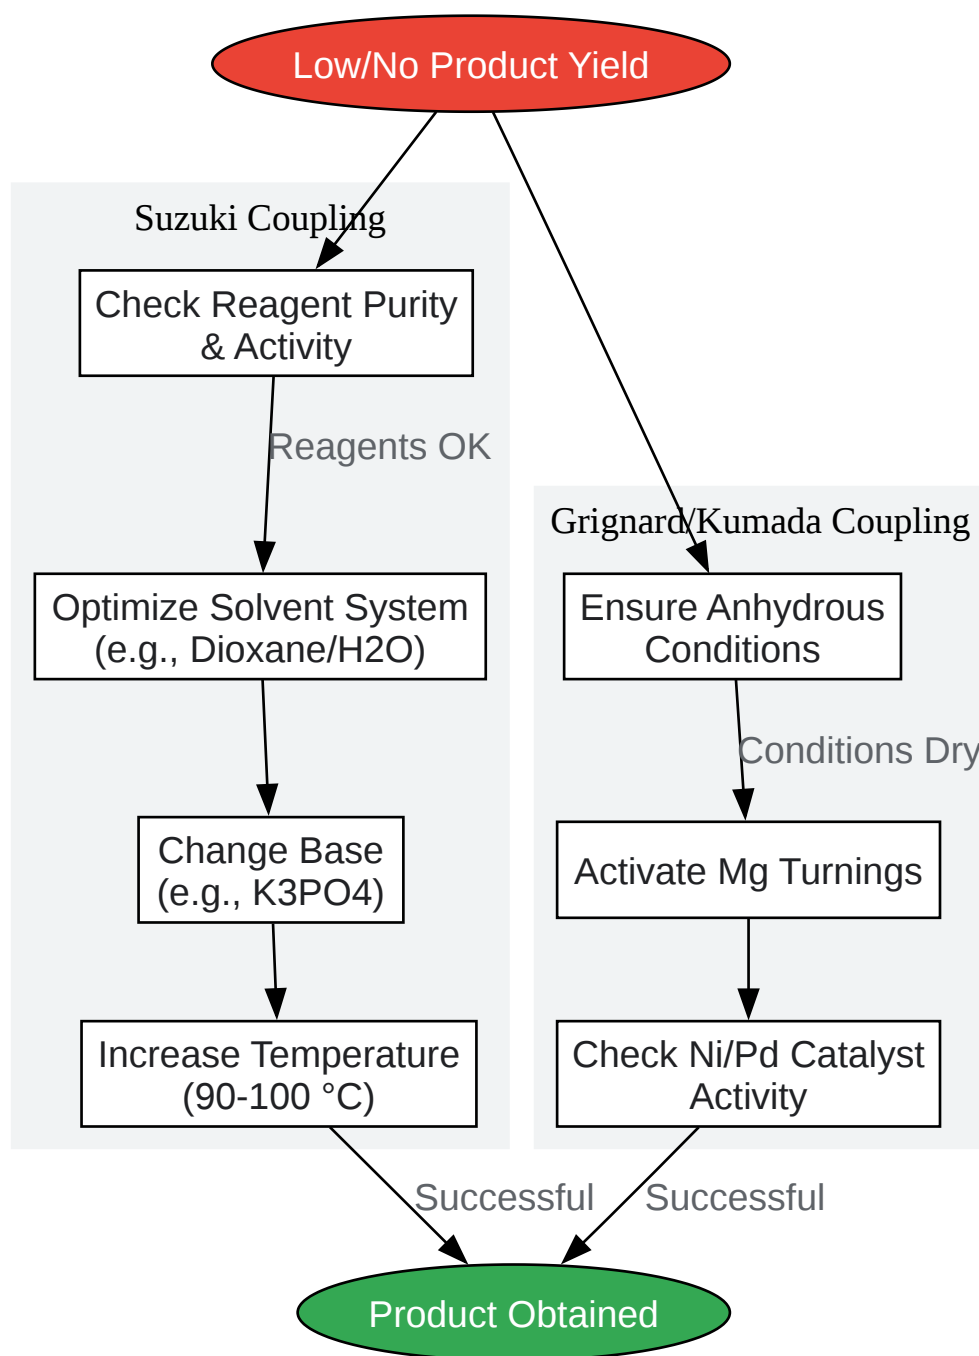 Low/No Product Yield
Suzuki Coupling
Check Reagent Purity
& Activity
Reagents OK
Optimize Solvent System
(e.g., Dioxane/H2O)
Change Base
(e.g., K3PO4)
Increase Temperature
(90-100 °C)
Successful
Grignard/Kumada Coupling
Ensure Anhydrous
Conditions
Conditions Dry
Activate Mg Turnings
Check Ni/Pd Catalyst
Activity
Successful
Product Obtained